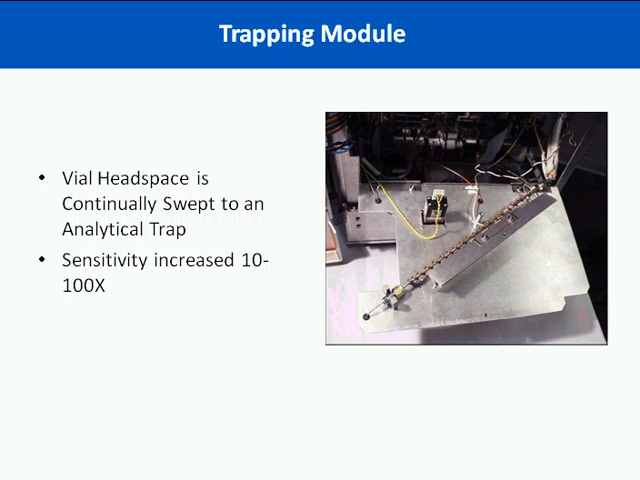 Trapping Module
• Vial Headspace is
Continually Swept to an
Analytical Trap
• Sensitivity increased 10-
100X